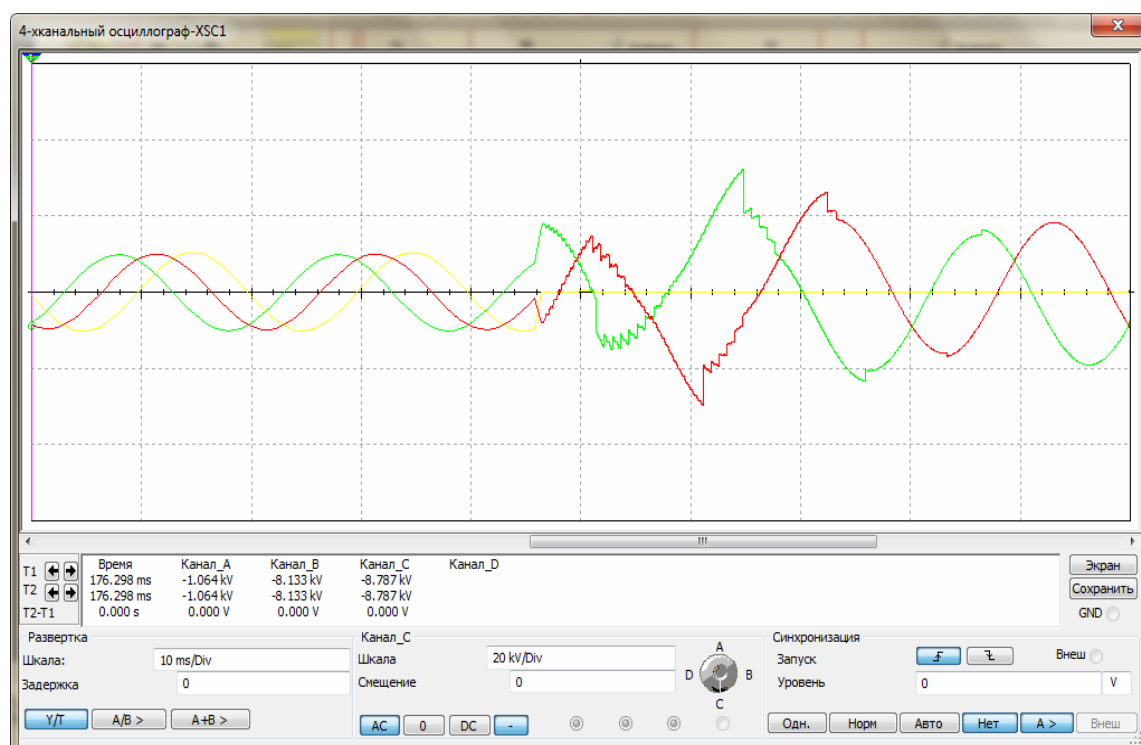 4-хканальный осциллограф-XSC1
Время Канал_A Канал_B Канал_C Канал_D
T1 176.298 ms -1.064 kV -8.133 kV -8.787 kV
T2 176.298 ms -1.064 kV -8.133 kV -8.787 kV
T2-T1 0.000 s 0.000 V 0.000 V 0.000 V
Экран
Сохранить
GND
Развертка
Шкала: 10 ms/Div
Задержка 0
Y/T A/B > A+B >
Канал_C
Шкала 20 kV/Div
Смещение 0
AC 0 DC -
A
D B
C
Синхронизация
Запуск Внеш
Уровень 0 V
Одн. Норм Авто Нет A > Внеш